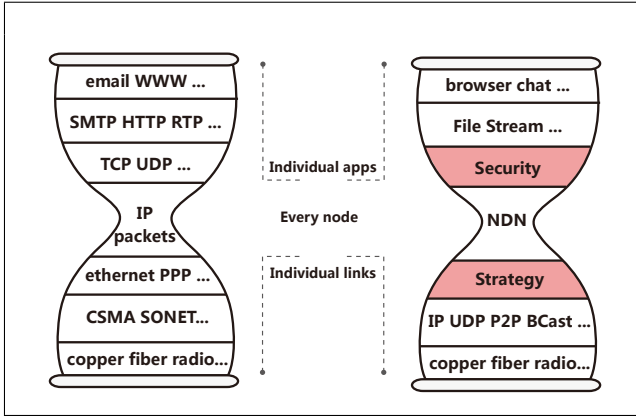 email WWW ...
SMTP HTTP RTP ...
TCP UDP ...
IP
packets
ethernet PPP ...
CSMA SONET...
copper fiber radio...
Individual apps
Every node
Individual links
browser chat ...
File Stream ...
Security
NDN
Strategy
IP UDP P2P BCast ...
copper fiber radio...